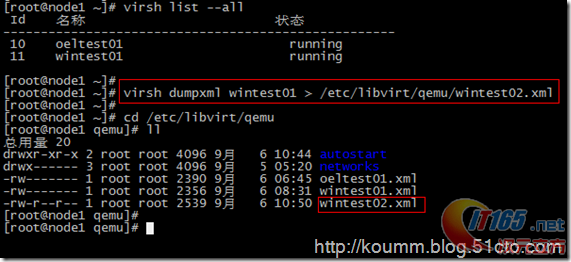 [root@node1 ~]# virsh list --all
Id 名称 状态
----------------------------------------------------
10 oeltest01 running
11 wintest01 running
[root@node1 ~]#
[root@node1 ~]# virsh dumpxml wintest01 > /etc/libvirt/qemu/wintest02.xml
[root@node1 ~]#
[root@node1 ~]# cd /etc/libvirt/qemu
[root@node1 qemu]# ll
总用量 20
drwxr-xr-x 2 root root 4096 9月 6 10:44 autostart
drwx------ 3 root root 4096 9月 5 05:20 networks
-rw------- 1 root root 2390 9月 6 06:45 oeltest01.xml
-rw------- 1 root root 2356 9月 6 08:31 wintest01.xml
-rw-r--r-- 1 root root 2539 9月 6 10:50 wintest02.xml
[root@node1 qemu]#
[root@node1 qemu]#
IT165.net
http://koumm.blog.51cto.com